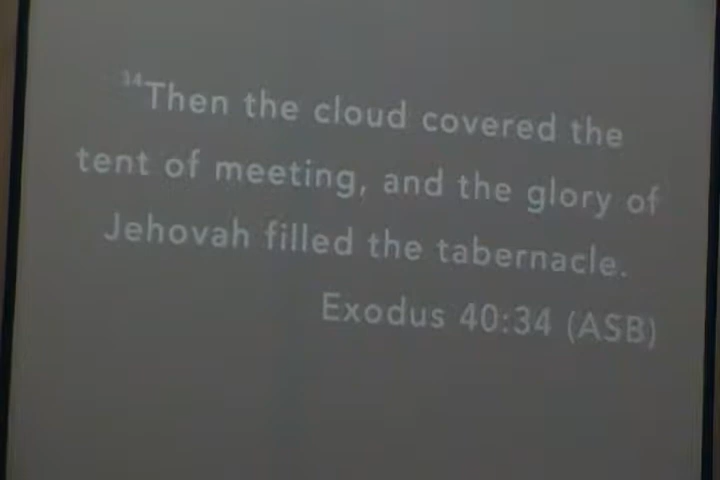 ³⁴Then the cloud covered the
tent of meeting, and the glory of
Jehovah filled the tabernacle.
Exodus 40:34 (ASB)